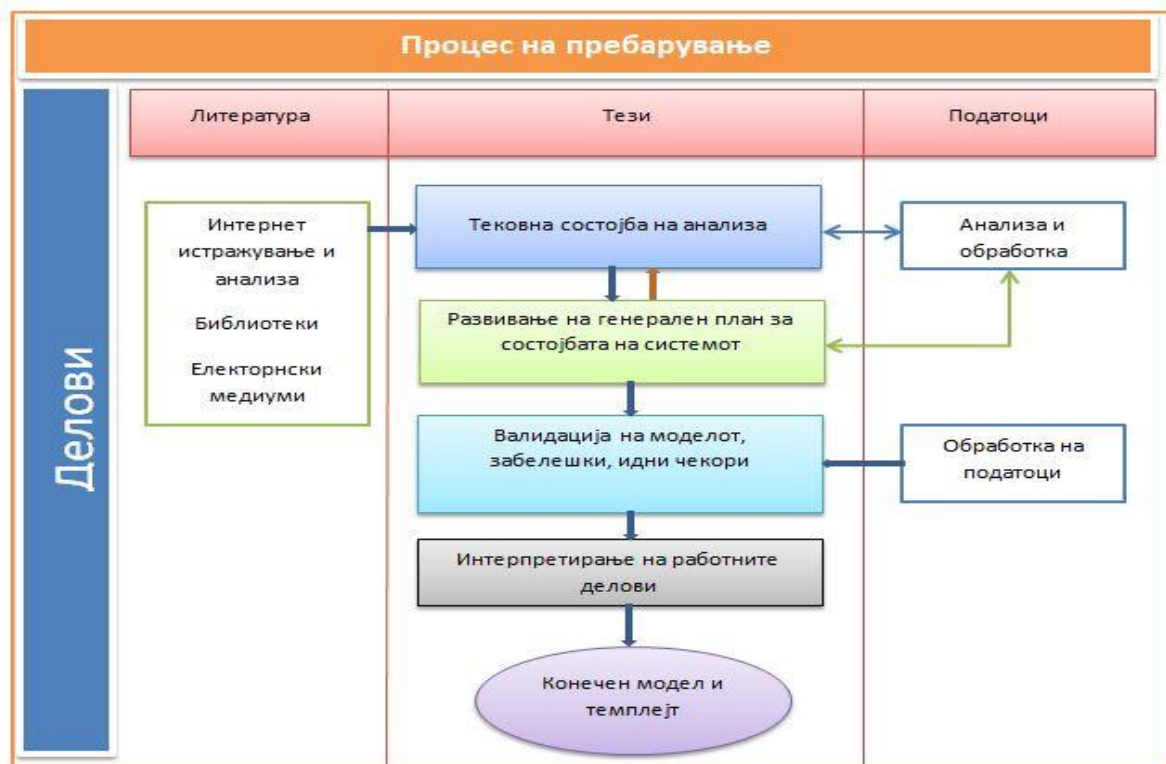 Процес на пребарување
Делови
Литература
Тези
Податоци
Интернет
истражување и
анализа
Библиотеки
Електорнски
медиуми
Тековна состојба на анализа
Анализа и
обработка
Развивање на генерален план за
состојбата на системот
Валидација на моделот,
забелешки, идни чекори
Обработка на
податоци
Интерпретирање на работните
делови
Конечен модел и
темплејт